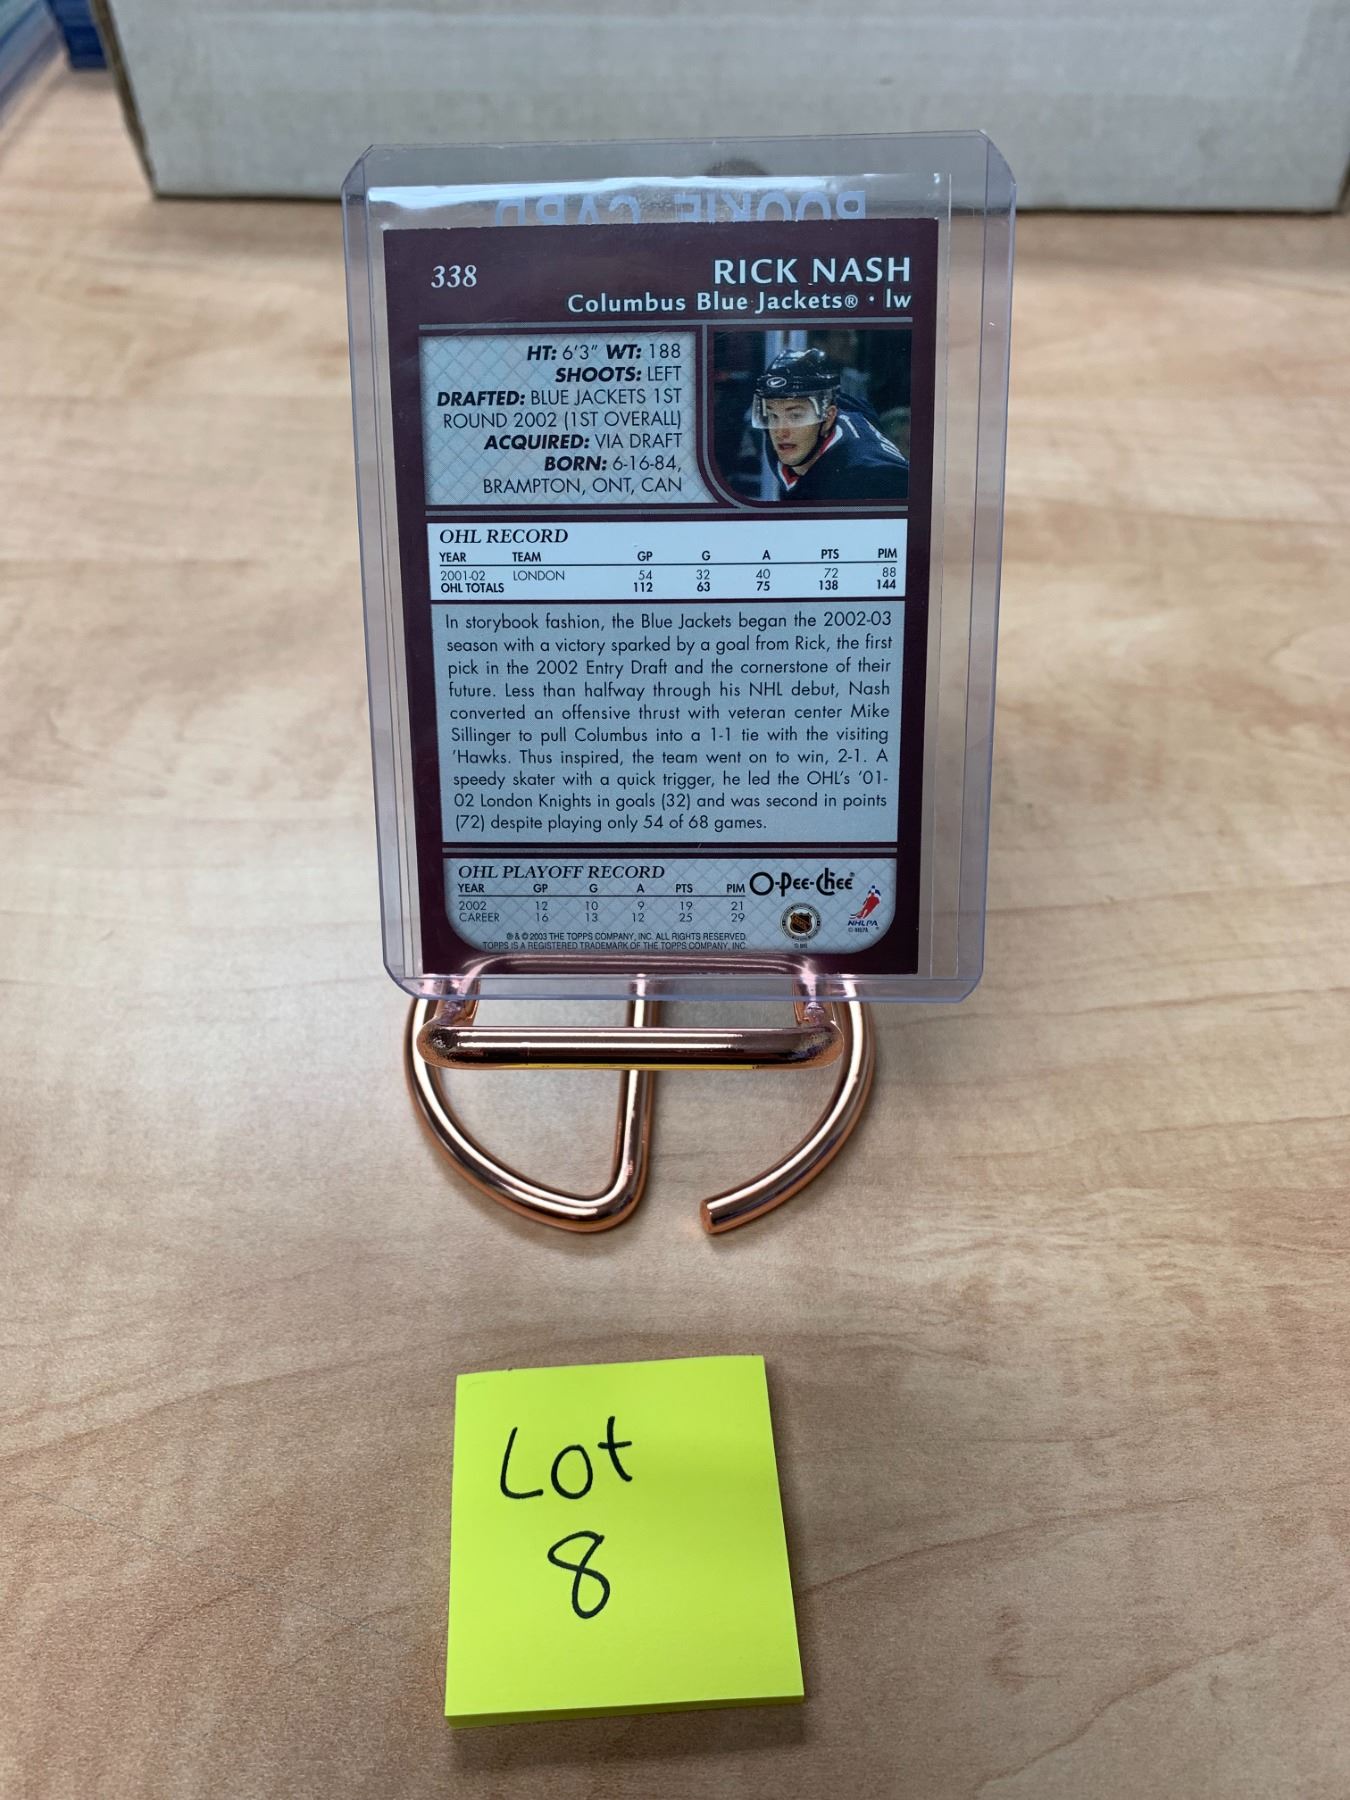 ROOKIE CARD
338
RICK NASH
Columbus Blue Jackets® • lw
HT: 6'3" WT: 188
SHOOTS: LEFT
DRAFTED: BLUE JACKETS 1ST
ROUND 2002 (1ST OVERALL)
ACQUIRED: VIA DRAFT
BORN: 6-16-84,
BRAMPTON, ONT, CAN
OHL RECORD
YEAR TEAM GP G A PTS PIM
2001-02 LONDON 54 32 40 72 88
OHL TOTALS 112 63 75 138 144
In storybook fashion, the Blue Jackets began the 2002-03
season with a victory sparked by a goal from Rick, the first
pick in the 2002 Entry Draft and the cornerstone of their
future. Less than halfway through his NHL debut, Nash
converted an offensive thrust with veteran center Mike
Sillinger to pull Columbus into a 1-1 tie with the visiting
'Hawks. Thus inspired, the team went on to win, 2-1. A
speedy skater with a quick trigger, he led the OHL's '01-
02 London Knights in goals (32) and was second in points
(72) despite playing only 54 of 68 games.
OHL PLAYOFF RECORD
YEAR GP G A PTS PIM
2002 12 10 9 19 21
CAREER 16 13 12 25 29
O-Pee-Chee®
NHLPA
® & © 2003 THE TOPPS COMPANY, INC. ALL RIGHTS RESERVED.
TOPPS IS A REGISTERED TRADEMARK OF THE TOPPS COMPANY, INC.
Lot
8